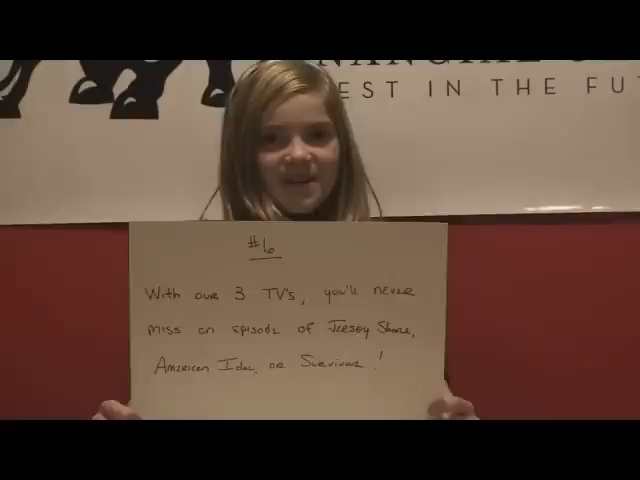 EST IN THE FU
#6
With our 3 TV's, you'll never
miss an episode of Jersey Shore,
American Idol, or Survivor!